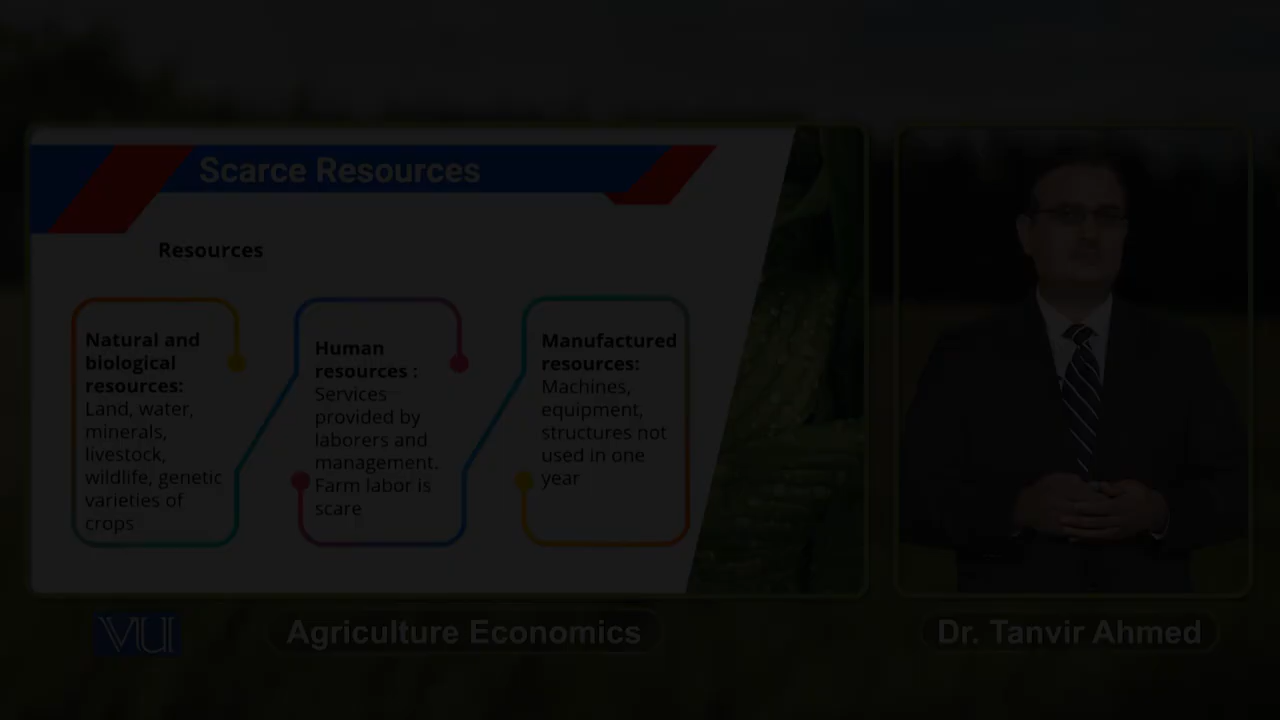 Scarce Resources
Resources
Natural and
biological
resources:
Land, water,
minerals,
livestock,
wildlife, genetic
varieties of
crops
Human
resources :
Services
provided by
laborers and
management.
Farm labor is
scare
Manufactured
resources:
Machines,
equipment,
structures not
used in one
year
VU
Agriculture Economics
Dr. Tanvir Ahmed